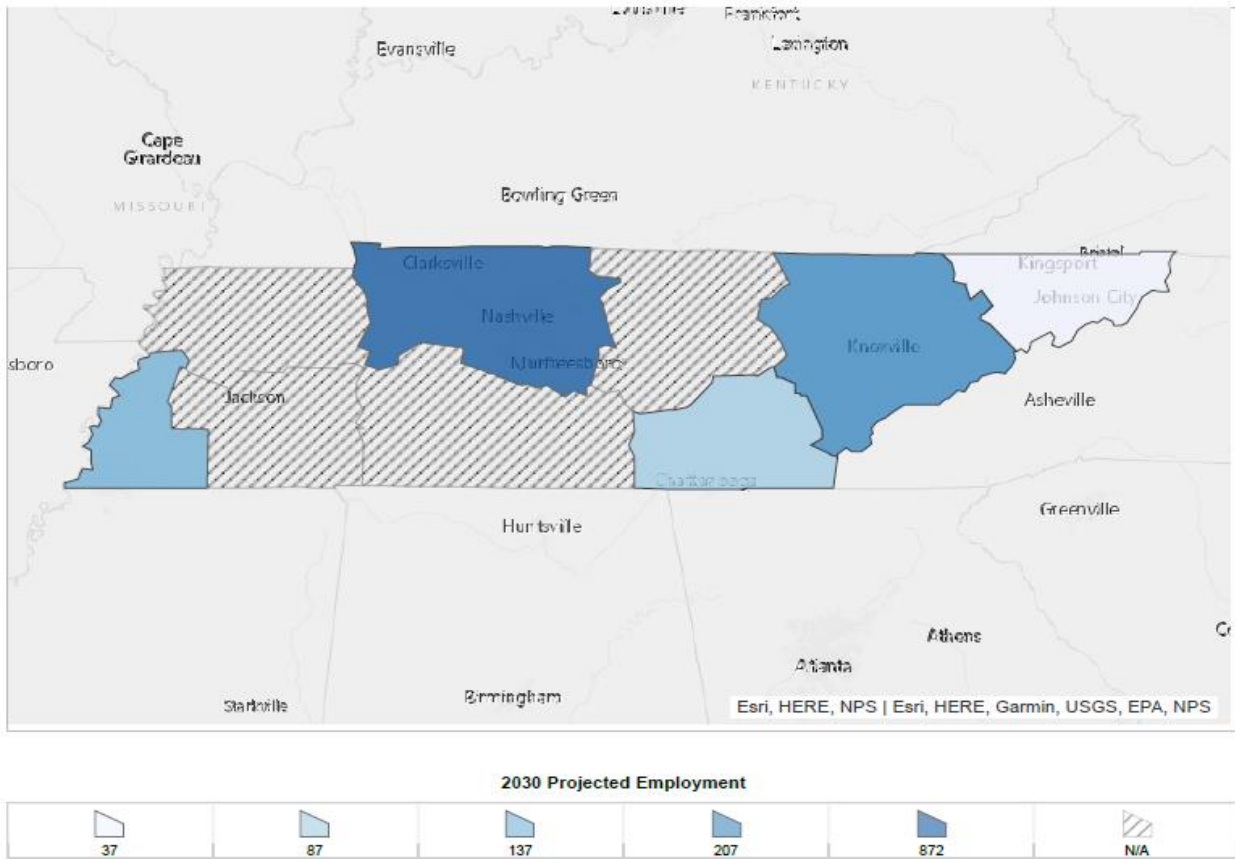 Frankfort
Evansville
Lexington
KENTUCKY
Cape
Girardeau
Bowling Green
MISSOURI
Bristol
Clarksville
Kingsport
Johnson City
Nashville
Murfreesboro
Knoxville
sboro
Jackson
Asheville
Chattanooga
Greenville
Huntsville
Athens
Atlanta
Birmingham
Starkville
Esri, HERE, NPS | Esri, HERE, Garmin, USGS, EPA, NPS
2030 Projected Employment
37 87 137 207 872 N/A